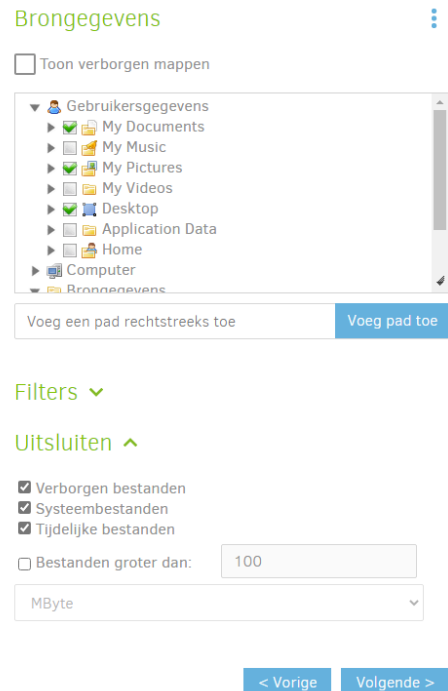 Brongegevens
Toon verborgen mappen
Gebruikersgegevens
My Documents
My Music
My Pictures
My Videos
Desktop
Application Data
Home
Computer
Brongegevens
Voeg een pad rechtstreeks toe
Voeg pad toe
Filters
Uitsluiten
Verborgen bestanden
Systeembestanden
Tijdelijke bestanden
Bestanden groter dan: 100
MByte
< Vorige
Volgende >